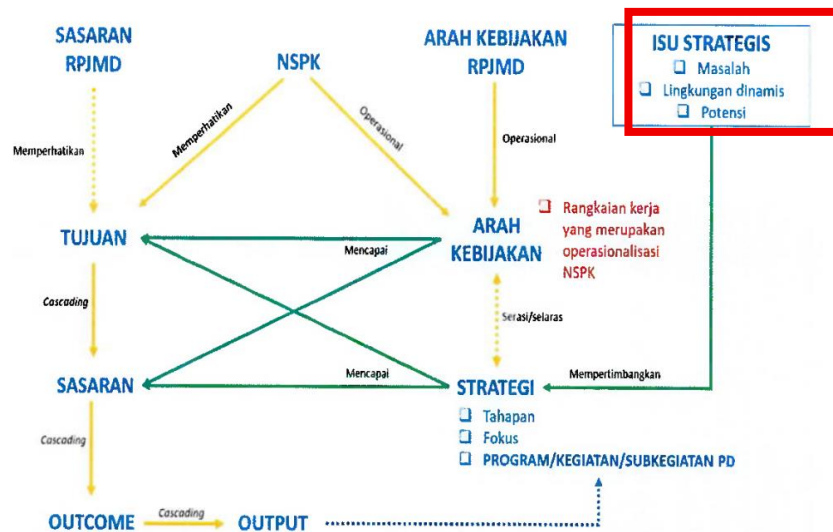 SASARAN
RPJMD
NSPK
ARAH KEBIJAKAN
RPJMD
ISU STRATEGIS
Masalah
Lingkungan dinamis
Potensi
Memperhatikan
Memperhatikan
Operasional
Operasional
TUJUAN
Mencapai
ARAH
KEBIJAKAN
Rangkaian kerja
yang merupakan
operasionalisasi
NSPK
Cascading
Serasi/selaras
SASARAN
Mencapai
STRATEGI
Mempertimbangkan
Tahapan
Fokus
PROGRAM/KEGIATAN/SUBKEGIATAN PD
Cascading
OUTCOME
Cascading
OUTPUT